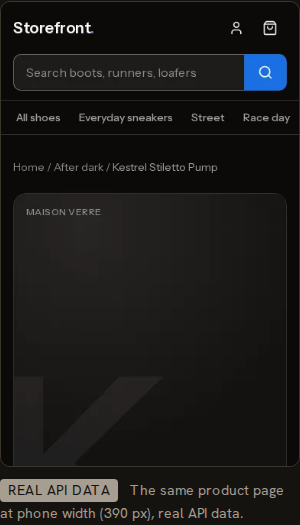 Storefront.
Search boots, runners, loafers
All shoes Everyday sneakers Street Race day
Home / After dark / Kestrel Stiletto Pump
MAISON VERRE
K
REAL API DATA The same product page
at phone width (390 px), real API data.